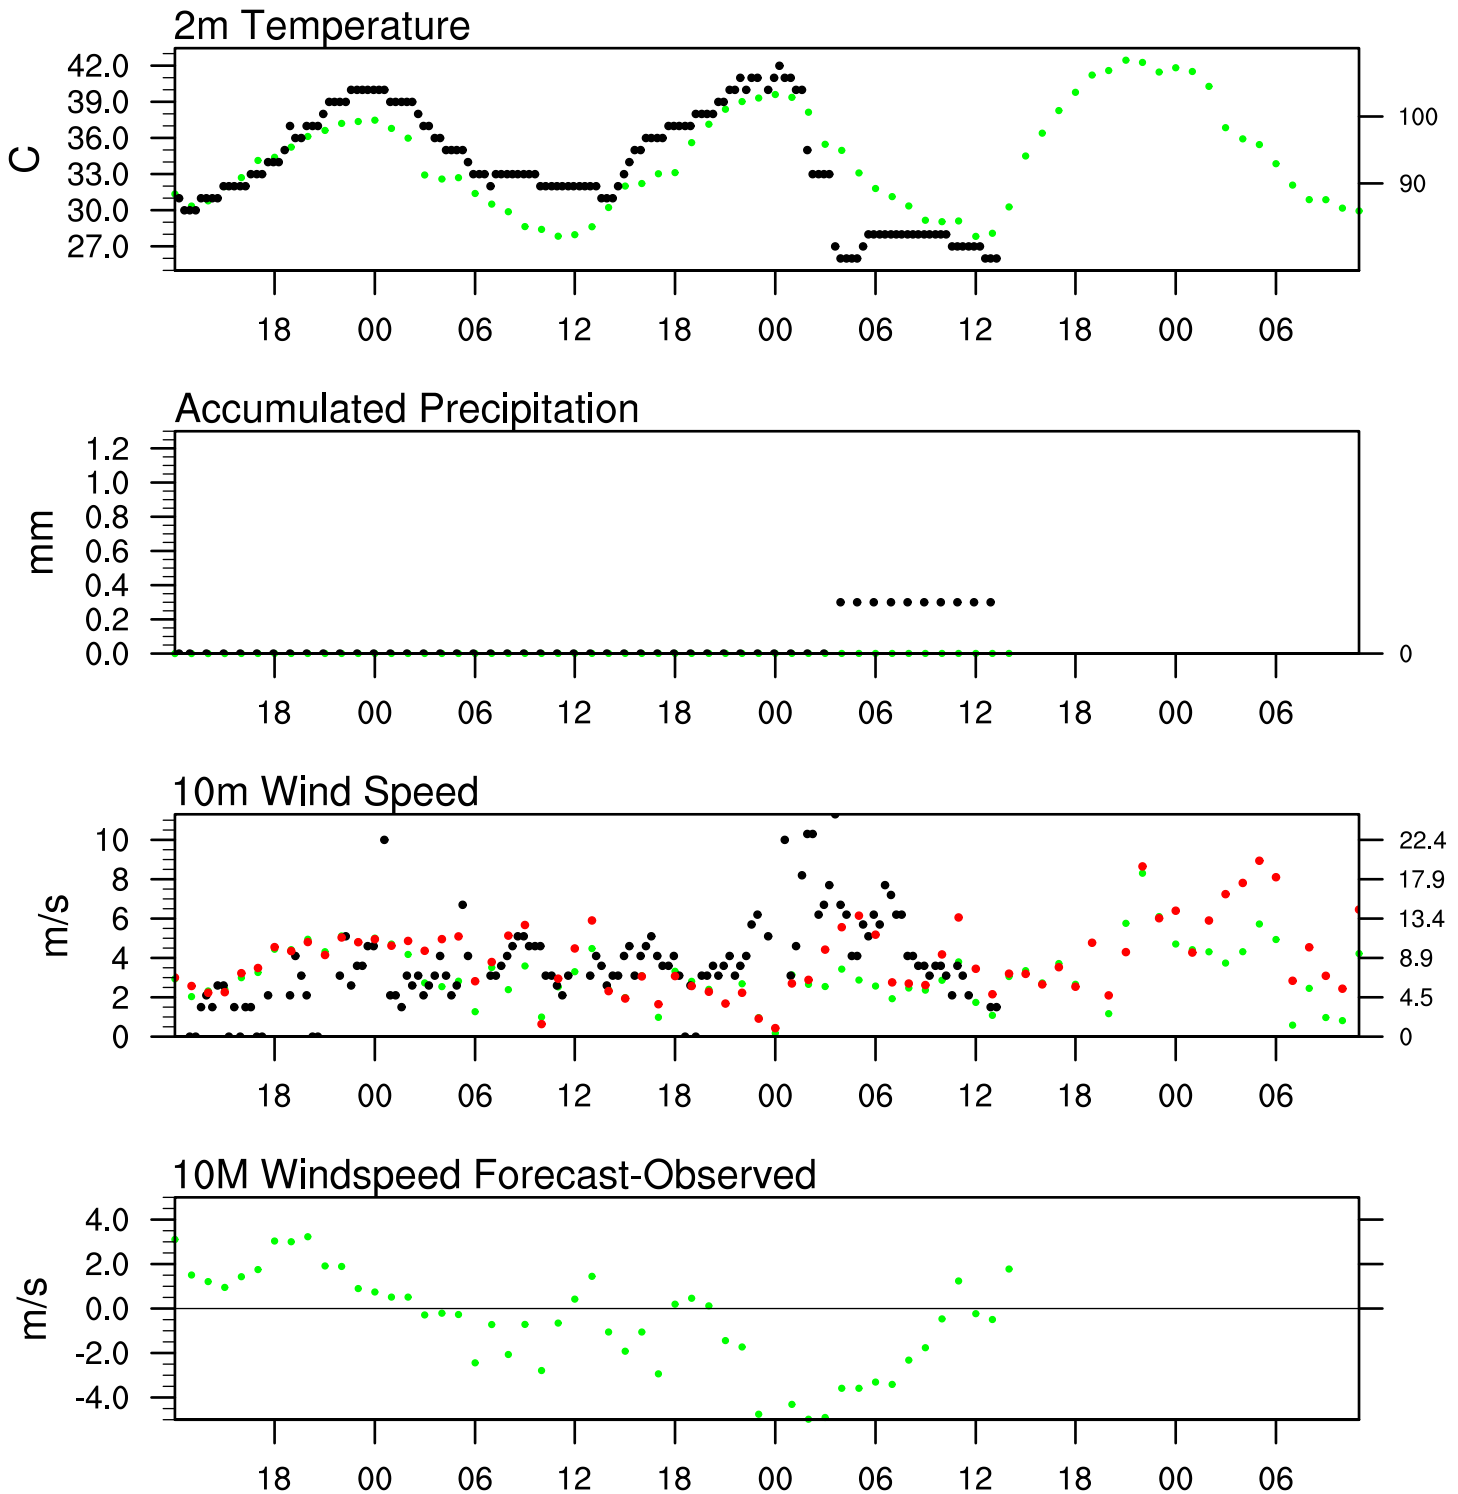 2m Temperature
C
42.0
39.0
36.0
33.0
30.0
27.0
100
90
18 00 06 12 18 00 06 12 18 00 06
Accumulated Precipitation
mm
1.2
1.0
0.8
0.6
0.4
0.2
0.0
0
18 00 06 12 18 00 06 12 18 00 06
10m Wind Speed
m/s
10
8
6
4
2
0
22.4
17.9
13.4
8.9
4.5
0
18 00 06 12 18 00 06 12 18 00 06
10M Windspeed Forecast-Observed
m/s
4.0
2.0
0.0
-2.0
-4.0
18 00 06 12 18 00 06 12 18 00 06